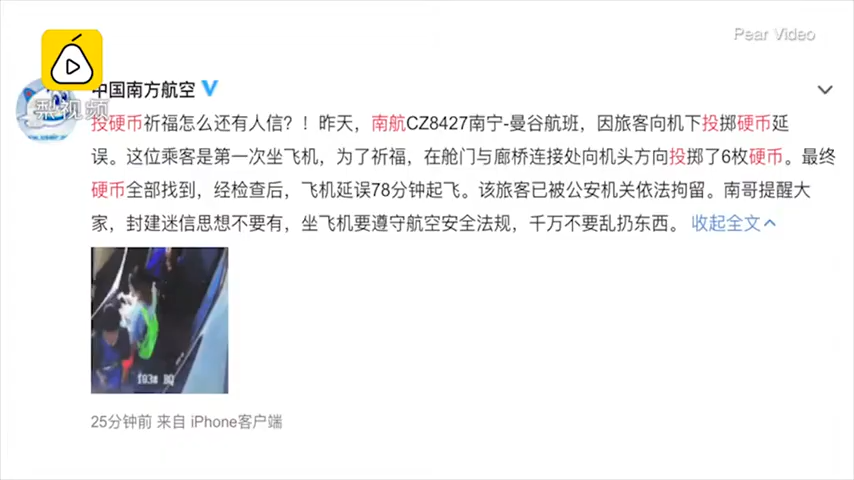 Pear Video
中国南方航空
梨视频
投硬币祈福怎么还有人信？！昨天，南航CZ8427南宁-曼谷航班，因旅客向机下投掷硬币延
误。这位乘客是第一次坐飞机，为了祈福，在舱门与廊桥连接处向机头方向投掷了6枚硬币。最终
硬币全部找到，经检查后，飞机延误78分钟起飞。该旅客已被公安机关依法拘留。南哥提醒大
家，封建迷信思想不要有，坐飞机要遵守航空安全法规，千万不要乱扔东西。 收起全文
193# BQ
25分钟前 来自 iPhone客户端